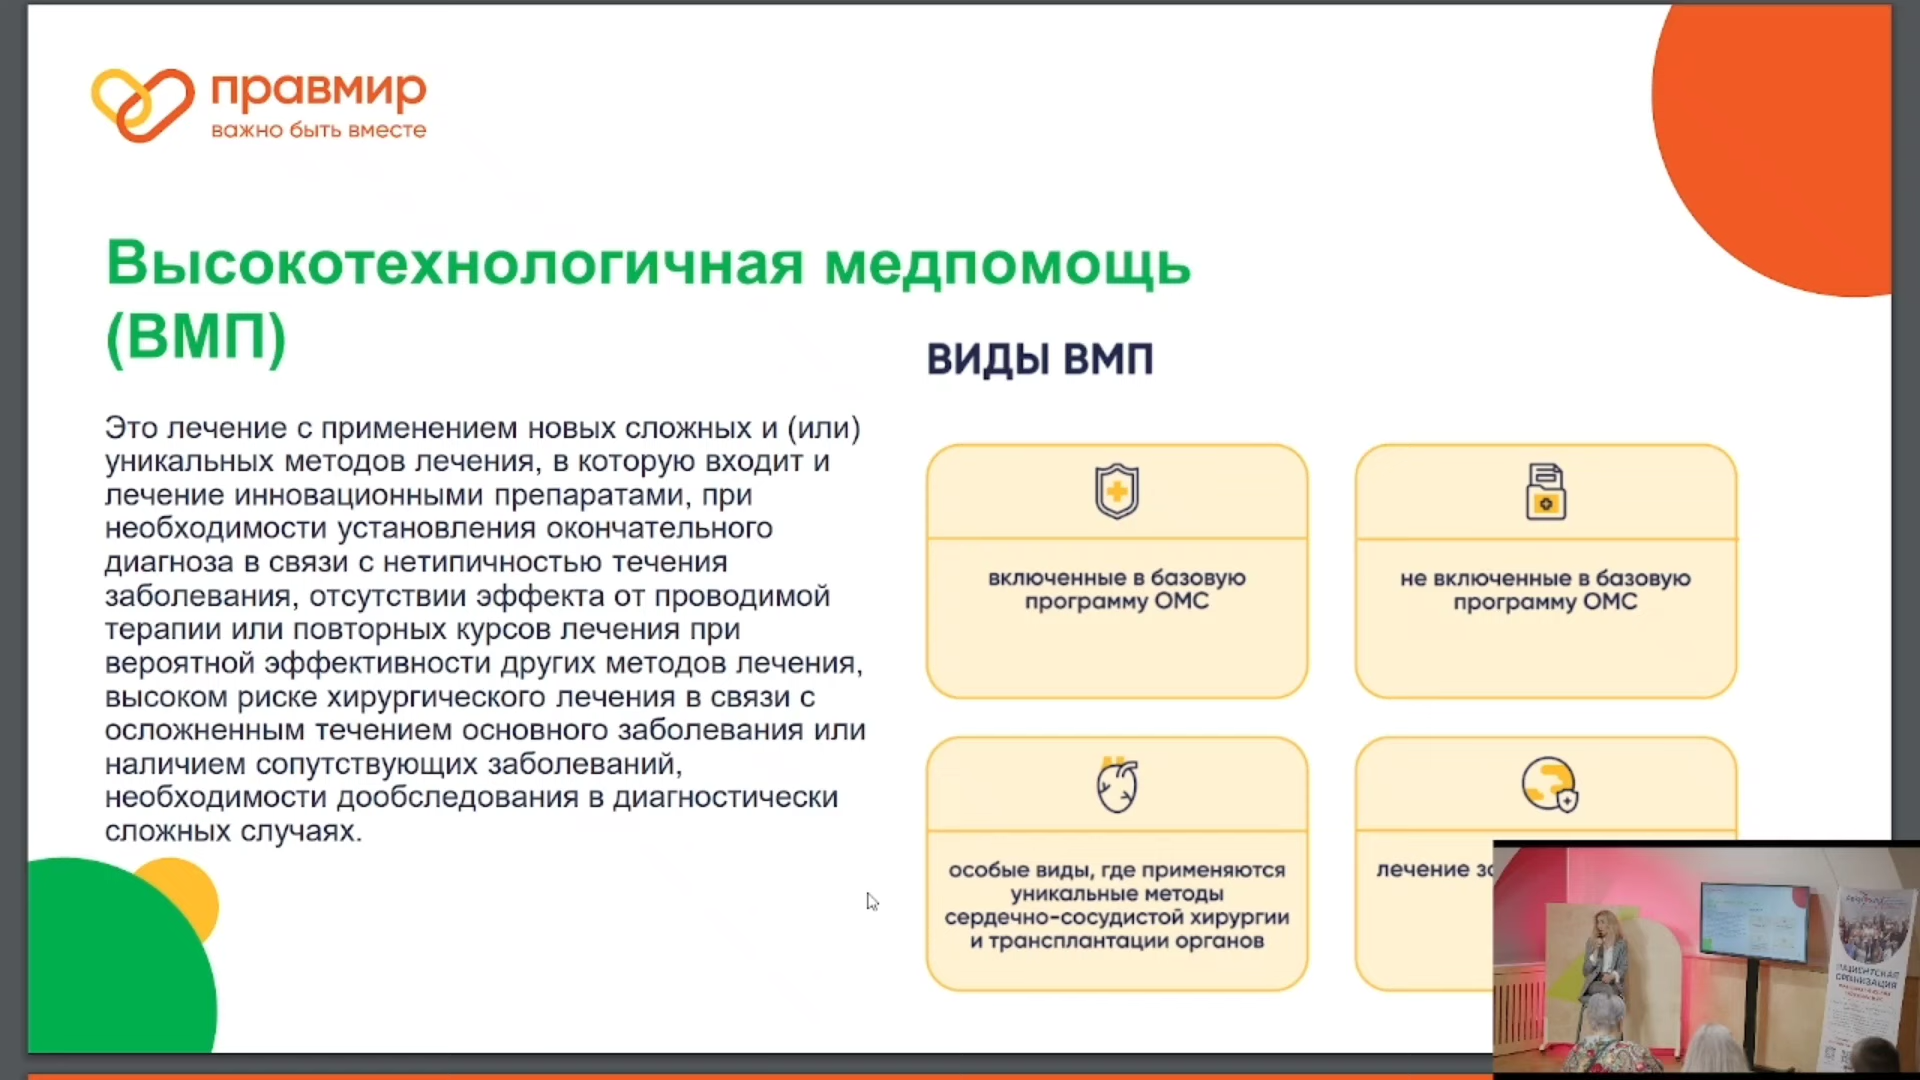 правмир
важно быть вместе
Высокотехнологичная медпомощь
(ВМП)
Это лечение с применением новых сложных и (или)
уникальных методов лечения, в которую входит и
лечение инновационными препаратами, при
необходимости установления окончательного
диагноза в связи с нетипичностью течения
заболевания, отсутствии эффекта от проводимой
терапии или повторных курсов лечения при
вероятной эффективности других методов лечения,
высоком риске хирургического лечения в связи с
осложненным течением основного заболевания или
наличием сопутствующих заболеваний,
необходимости дообследования в диагностически
сложных случаях.
ВИДЫ ВМП
включенные в базовую
программу ОМС
не включенные в базовую
программу ОМС
особые виды, где применяются
уникальные методы
сердечно-сосудистой хирургии
и трансплантации органов
лечение
ПАЦИЕНТСКАЯ
ОРГАНИЗАЦИЯ